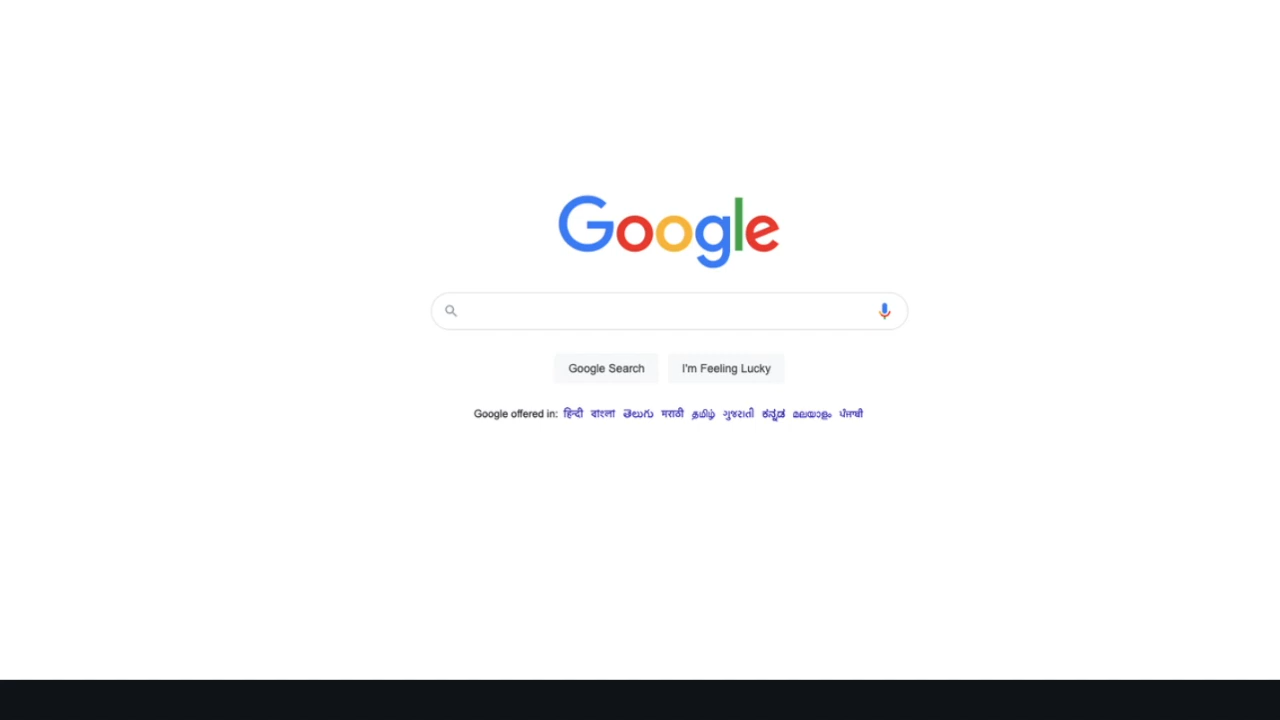 Google
Google Search I'm Feeling Lucky
Google offered in: हिन्दी বাংলা తెలుగు मराठी தமிழ் ગુજરાતી ಕನ್ನಡ മലയാളം ਪੰਜਾਬੀ